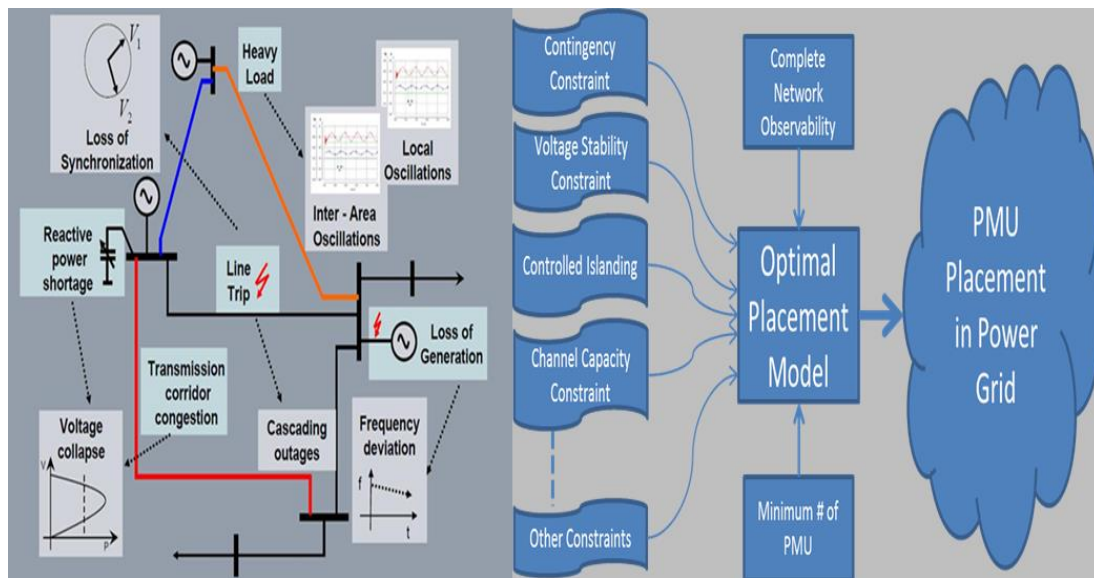 V1
V2
Loss of
Synchronization
Heavy
Load
Local
Oscillations
Inter - Area
Oscillations
Reactive
power
shortage
Line
Trip
Loss of
Generation
Transmission
corridor
congestion
Voltage
collapse
V
P
Cascading
outages
Frequency
deviation
f
t
Contingency
Constraint
Voltage Stability
Constraint
Controlled Islanding
Channel Capacity
Constraint
Other Constraints
Complete
Network
Observability
Optimal
Placement
Model
Minimum # of
PMU
PMU
Placement
in Power
Grid